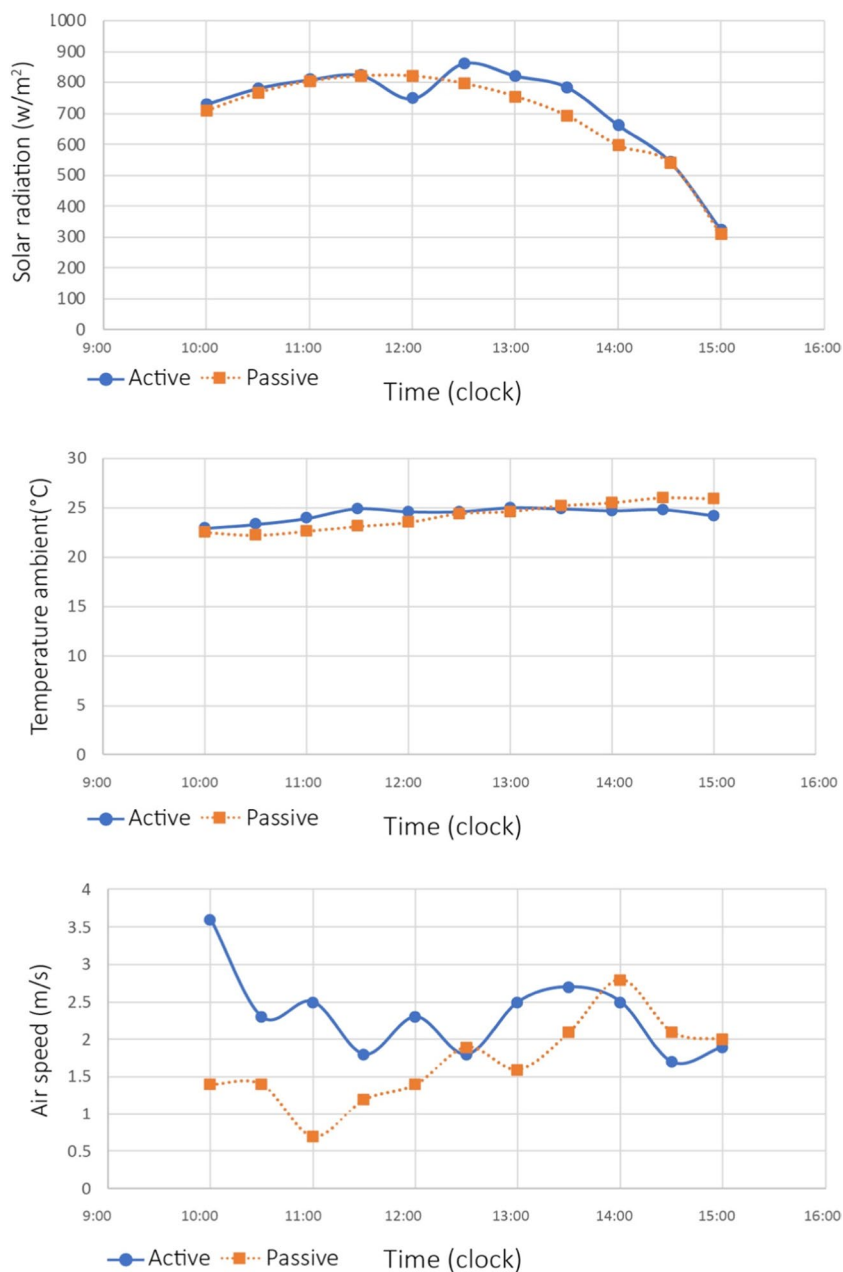 1000
900
800
700
600
500
400
300
200
100
0
Solar radiation (w/m²)
9:00 10:00 11:00 12:00 13:00 14:00 15:00 16:00
Active Passive
Time (clock)
30
25
20
15
10
5
0
Temperature ambient(°C)
9:00 10:00 11:00 12:00 13:00 14:00 15:00 16:00
Active Passive
Time (clock)
4
3.5
3
2.5
2
1.5
1
0.5
0
Air speed (m/s)
9:00 10:00 11:00 12:00 13:00 14:00 15:00 16:00
Active Passive
Time (clock)